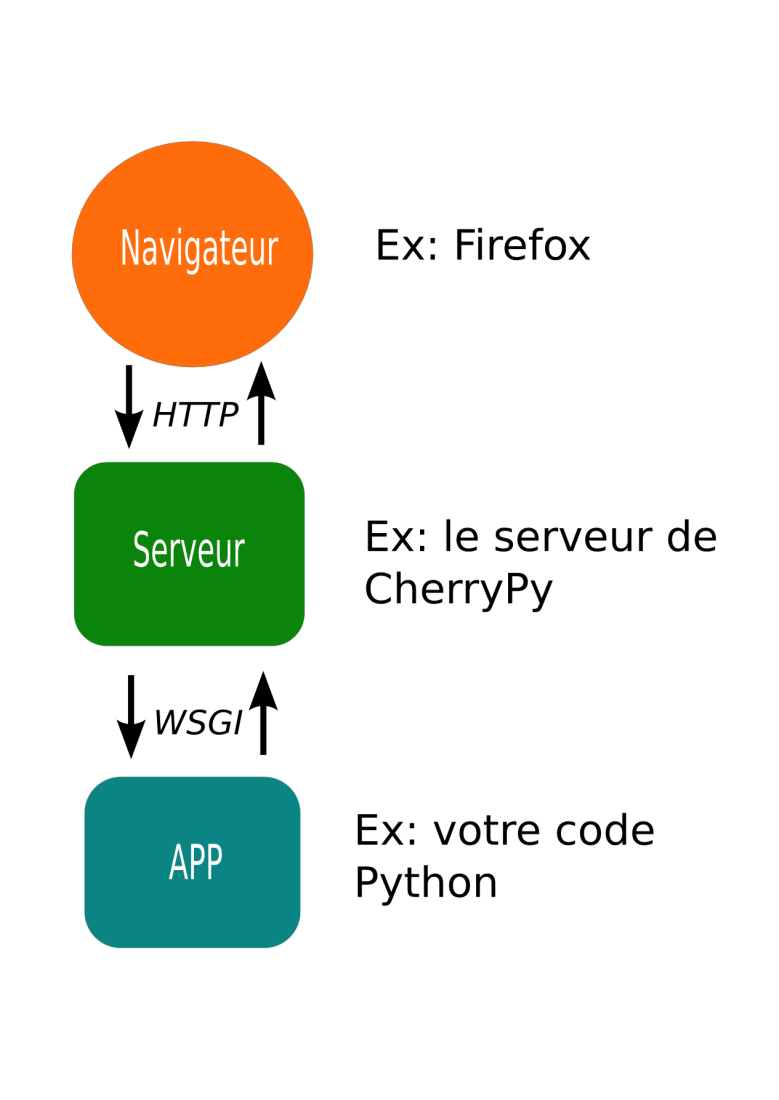 Navigateur
Ex: Firefox
HTTP
Serveur
Ex: le serveur de
CherryPy
WSGI
APP
Ex: votre code
Python